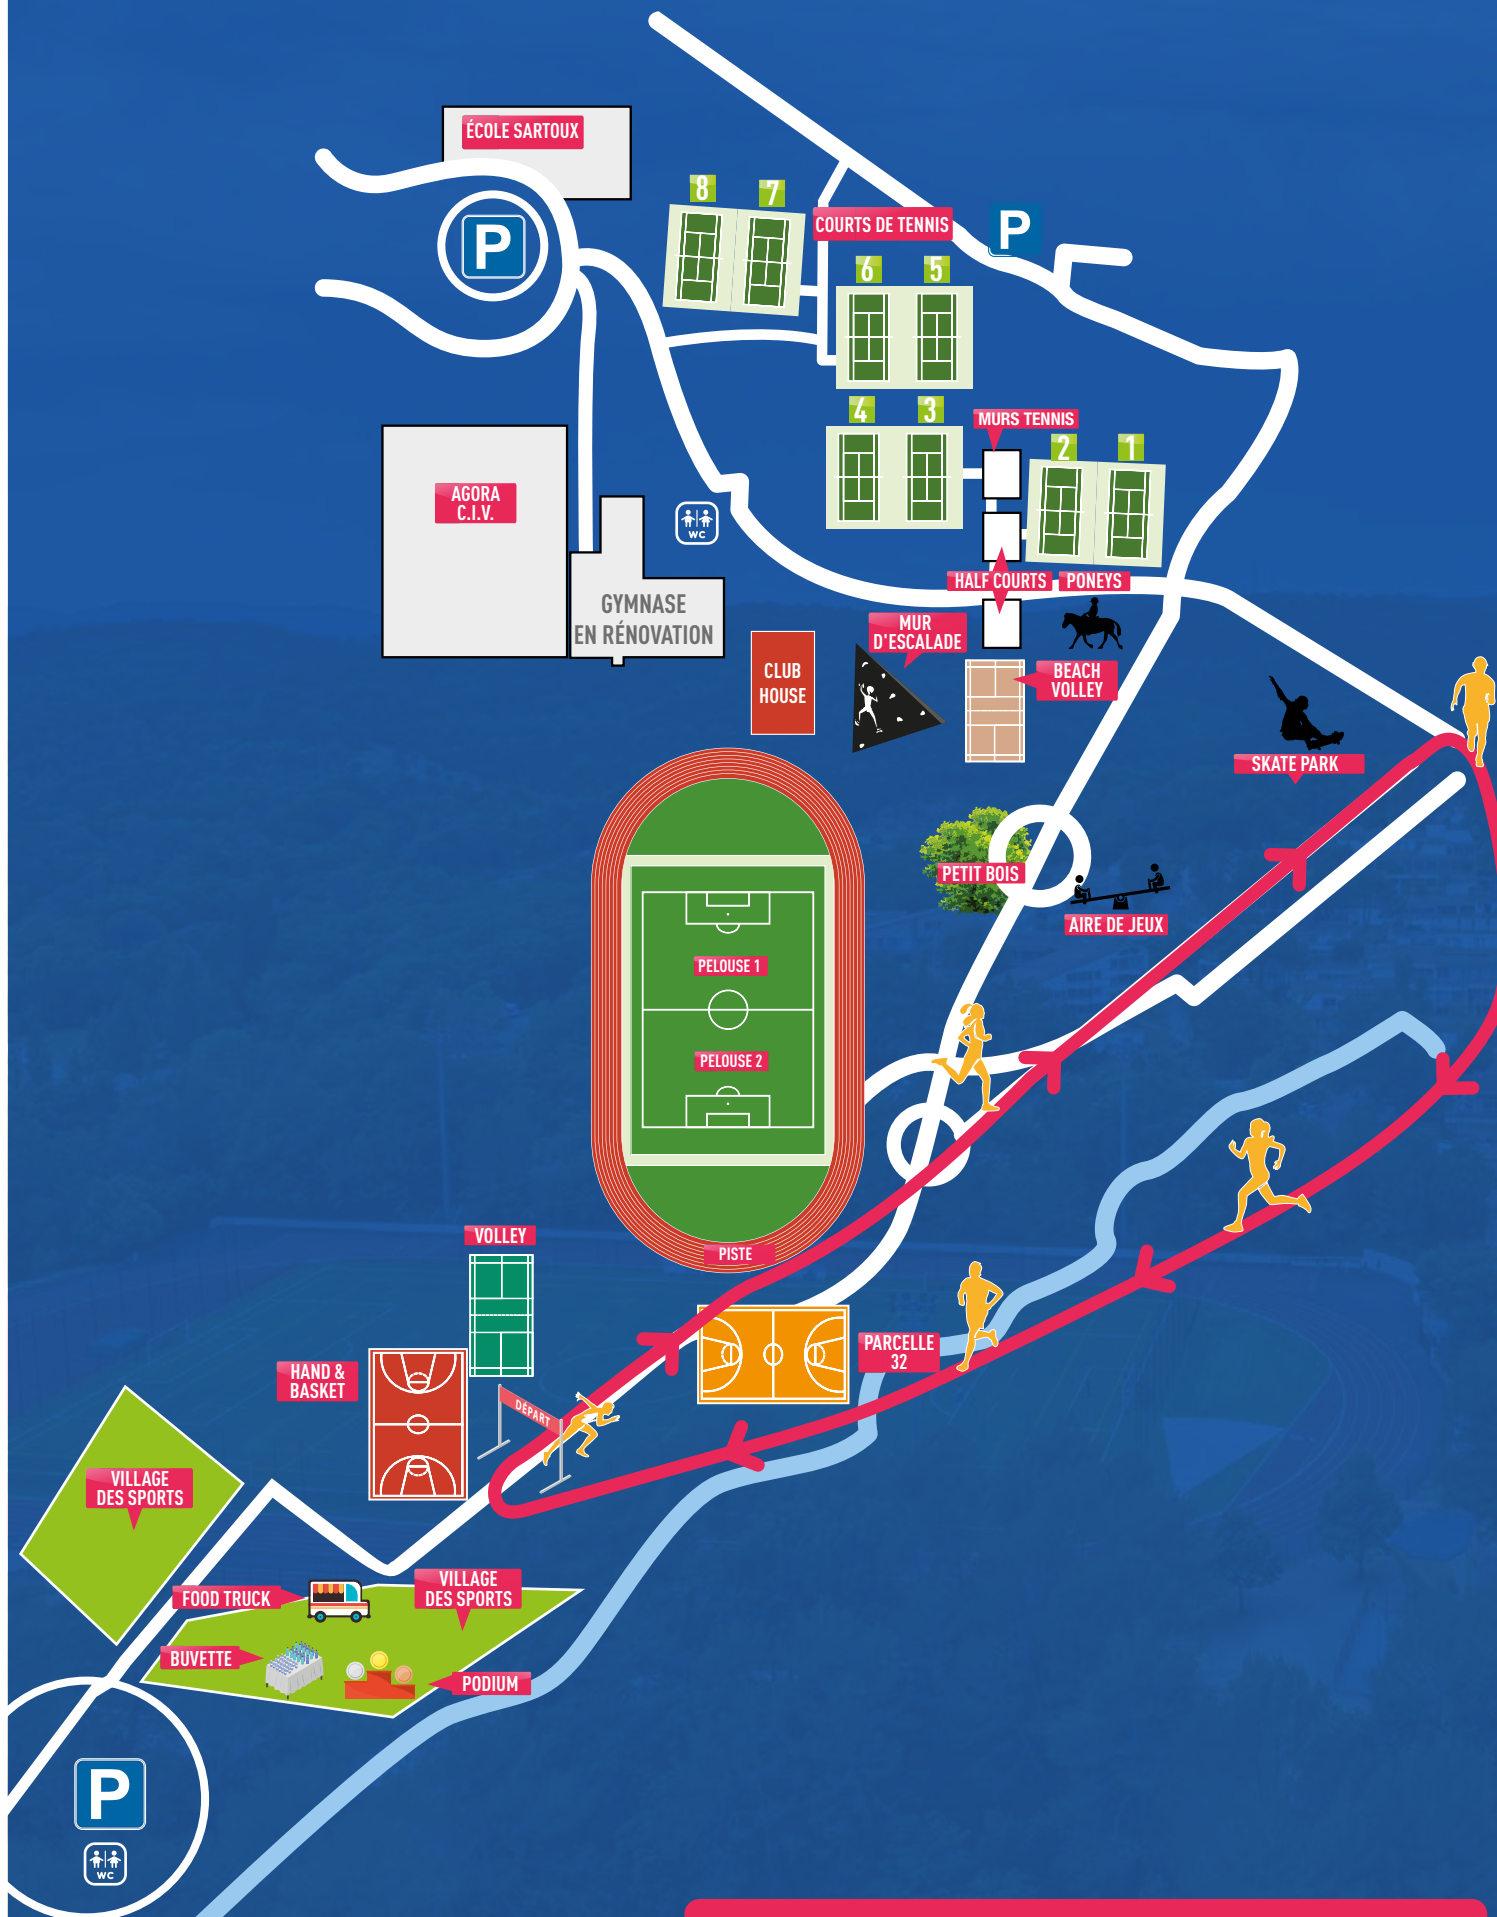 ÉCOLE SARTOUX
P
8
7
COURTS DE TENNIS
P
6
5
4
3
MURS TENNIS
2
1
AGORA
C.I.V.
WC
HALF COURTS
PONEYS
GYMNASE
EN RÉNOVATION
MUR
D'ESCALADE
CLUB
HOUSE
BEACH
VOLLEY
SKATE PARK
PETIT BOIS
AIRE DE JEUX
PELOUSE 1
PELOUSE 2
VOLLEY
PISTE
PARCELLE
32
HAND &
BASKET
DÉPART
VILLAGE
DES SPORTS
FOOD TRUCK
VILLAGE
DES SPORTS
BUVETTE
PODIUM
P
WC